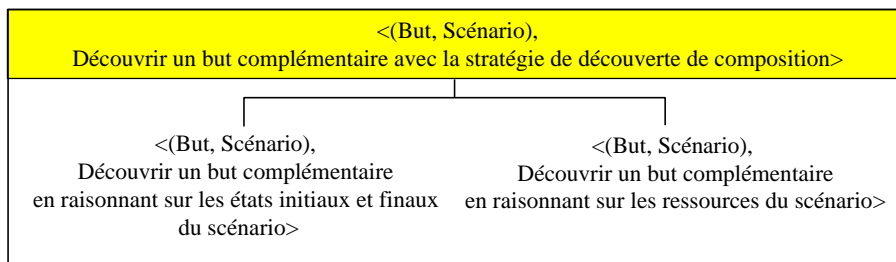 <(But, Scénario),
Découvrir un but complémentaire avec la stratégie de découverte de composition>
<(But, Scénario),
Découvrir un but complémentaire
en raisonnant sur les états initiaux et finaux
du scénario>
<(But, Scénario),
Découvrir un but complémentaire
en raisonnant sur les ressources du scénario>